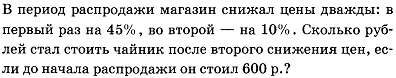 В период распродажи магазин снижал цены дважды: в
первый раз на 45%, во второй — на 10%. Сколько руб-
лей стал стоить чайник после второго снижения цен, ес-
ли до начала распродажи он стоил 600 р.?